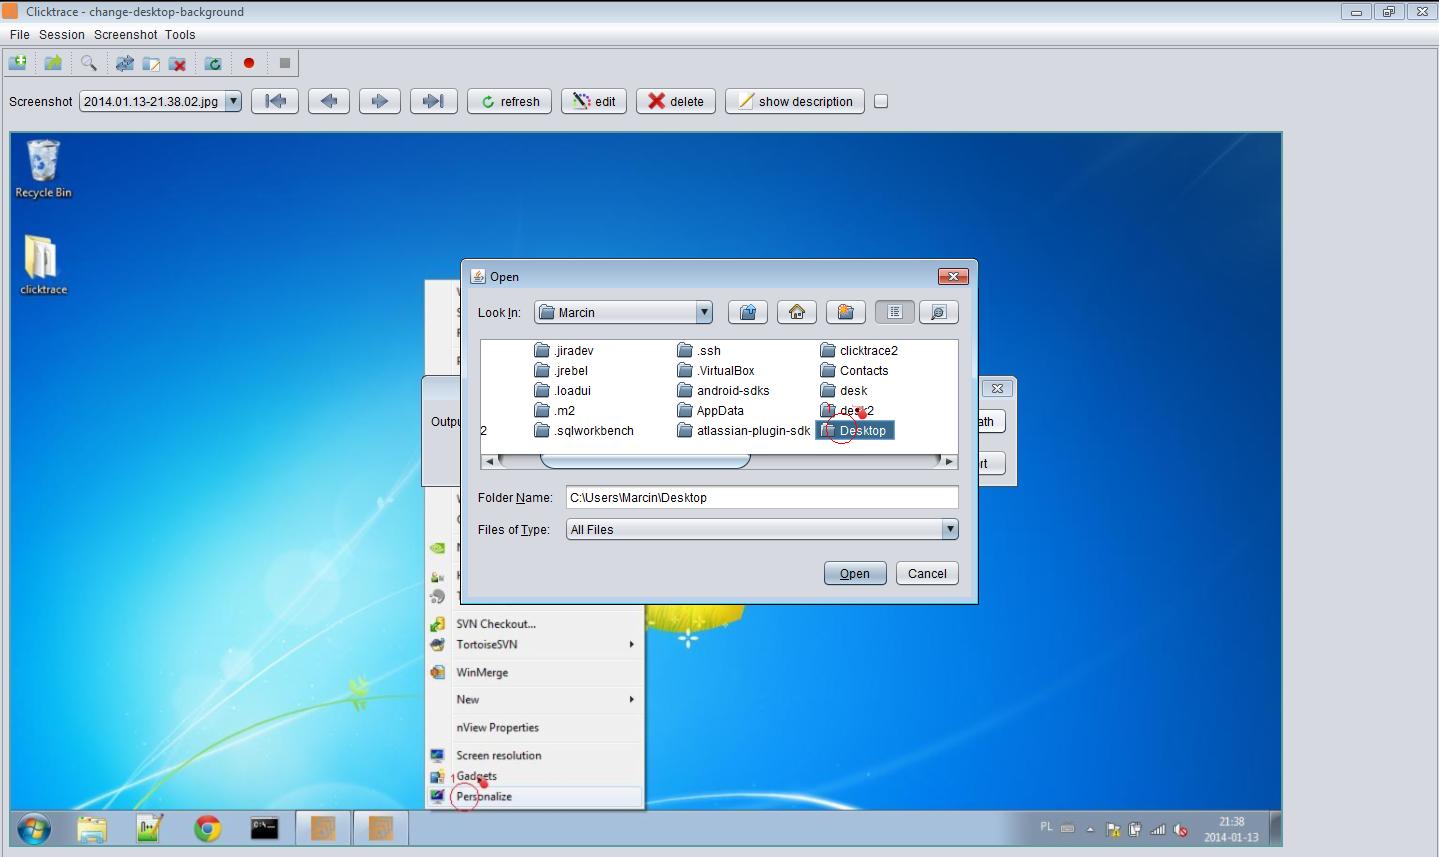 Clicktrace - change-desktop-background
File Session Screenshot Tools
Screenshot 2014.01.13-21.38.02.jpg refresh edit delete show description
Recycle Bin
clicktrace
Open
Look In: Marcin
.jiradev .ssh clicktrace2
.jrebel .VirtualBox Contacts
.loadui android-sdks desk
.m2 AppData desk2
2 .sqlworkbench atlassian-plugin-sdk Desktop
Folder Name: C:\Users\Marcin\Desktop
Files of Type: All Files
Open Cancel
SVN Checkout...
TortoiseSVN
WinMerge
New
nView Properties
Screen resolution
1 Gadgets
Personalize
PL 21:38
2014-01-13